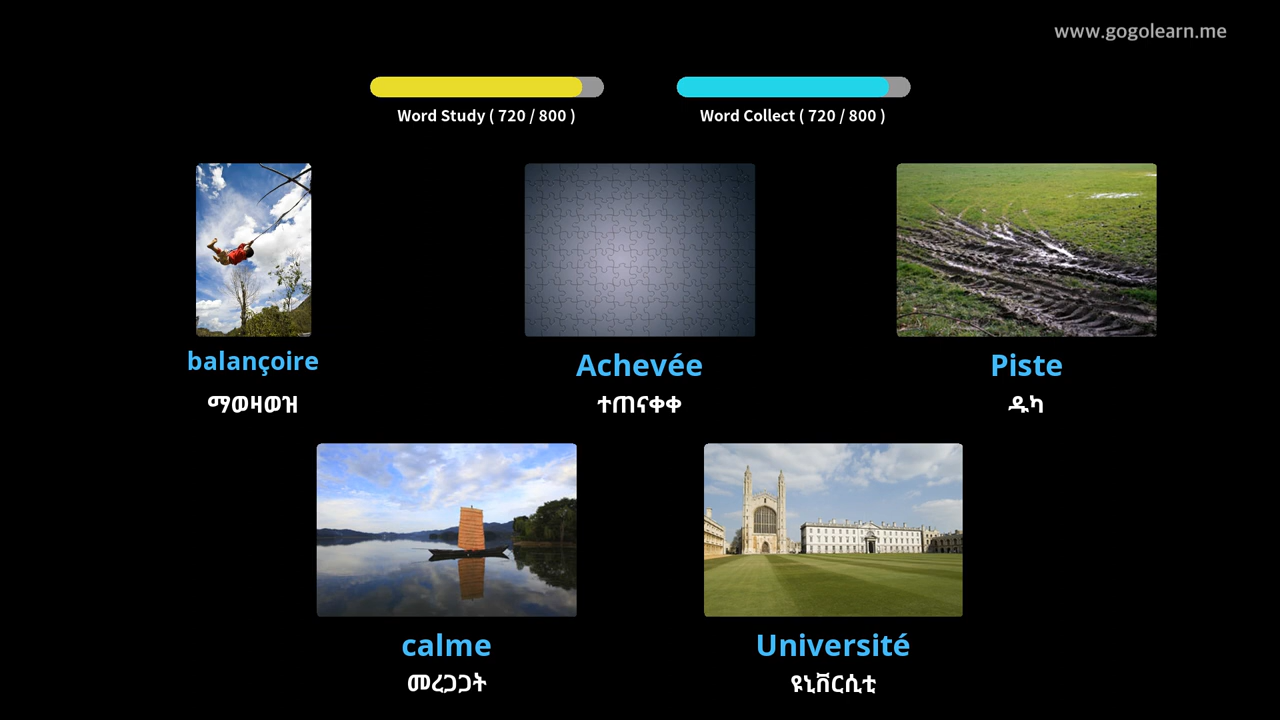 www.gogolearn.me
Word Study ( 720 / 800 )
Word Collect ( 720 / 800 )
balançoire
ማወዛወዝ
Achevée
ተጠናቀቀ
Piste
ዱካ
calme
መረጋጋት
Université
ዩኒቨርሲቲ